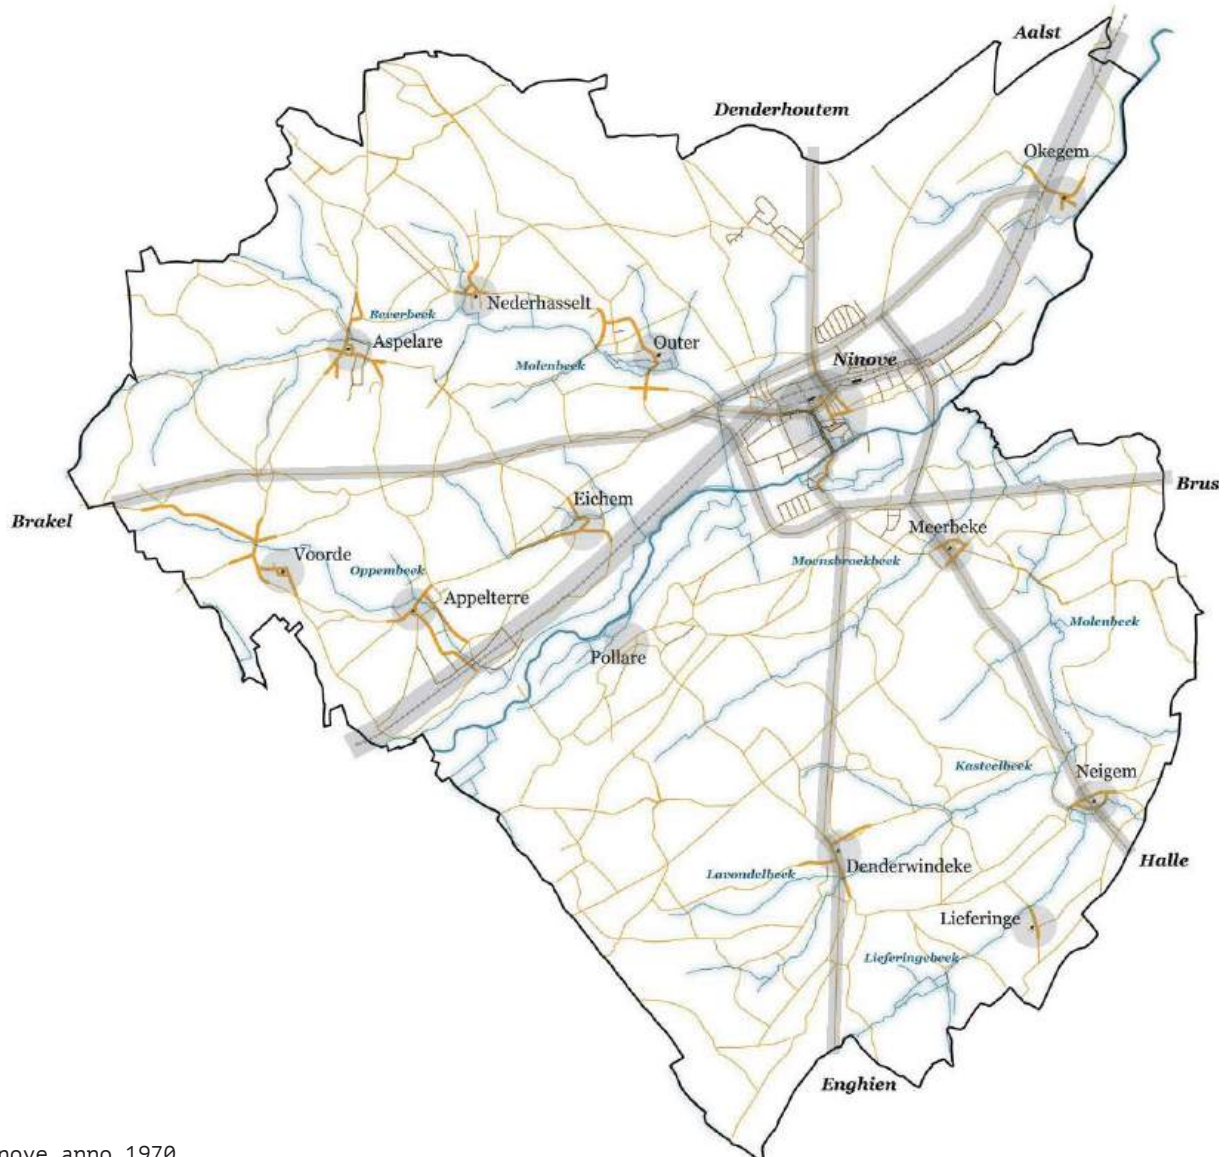 Aalst
Denderhoutem
Okegem
Nederhasselt
Beverbeek
Aspelare
Outer
Ninove
Molenbeek
Brus
Eichem
Brakel
Meerbeke
Voorde
Moensbroekbeek
Oppembeek
Appelterre
Molenbeek
Pollare
Kasteelbeek
Neigem
Halle
Denderwindeke
Lavondelbeek
Lieferinge
Lieferingebeek
Enghien
nove anno 1970